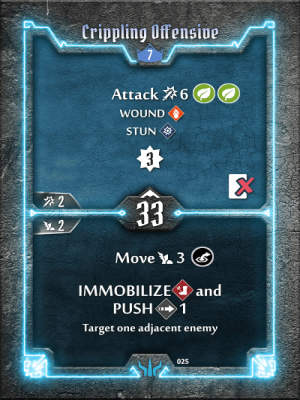 Crippling Offensive
7
Attack 6
WOUND
STUN
3
2
33
2
Move 3
IMMOBILIZE and
PUSH 1
Target one adjacent enemy
025